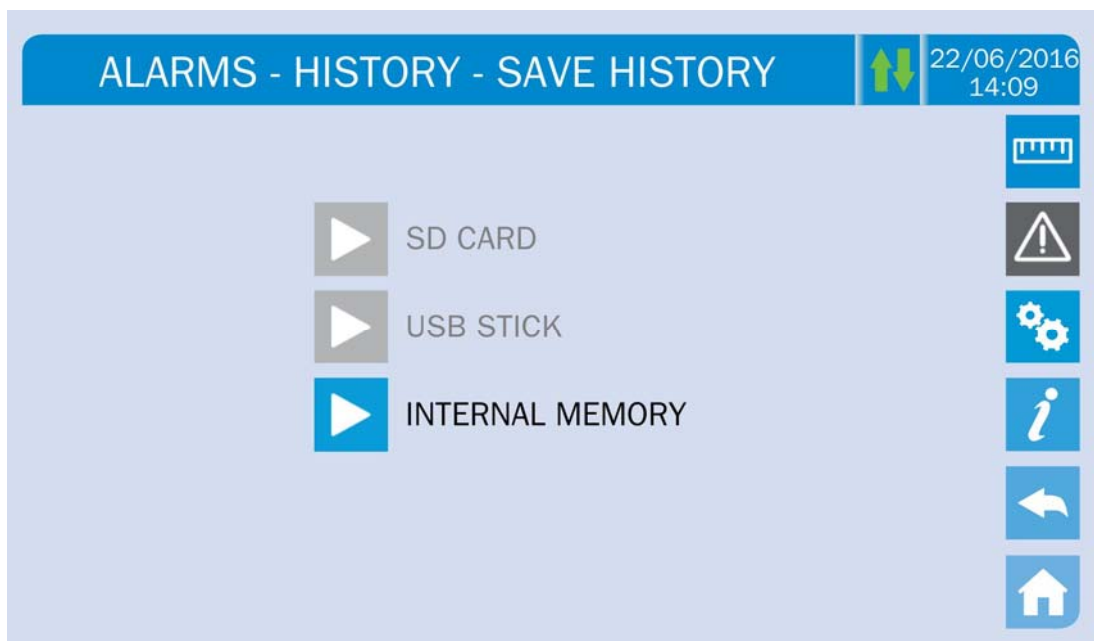 ALARMS - HISTORY - SAVE HISTORY
22/06/2016
14:09
SD CARD
USB STICK
INTERNAL MEMORY
i